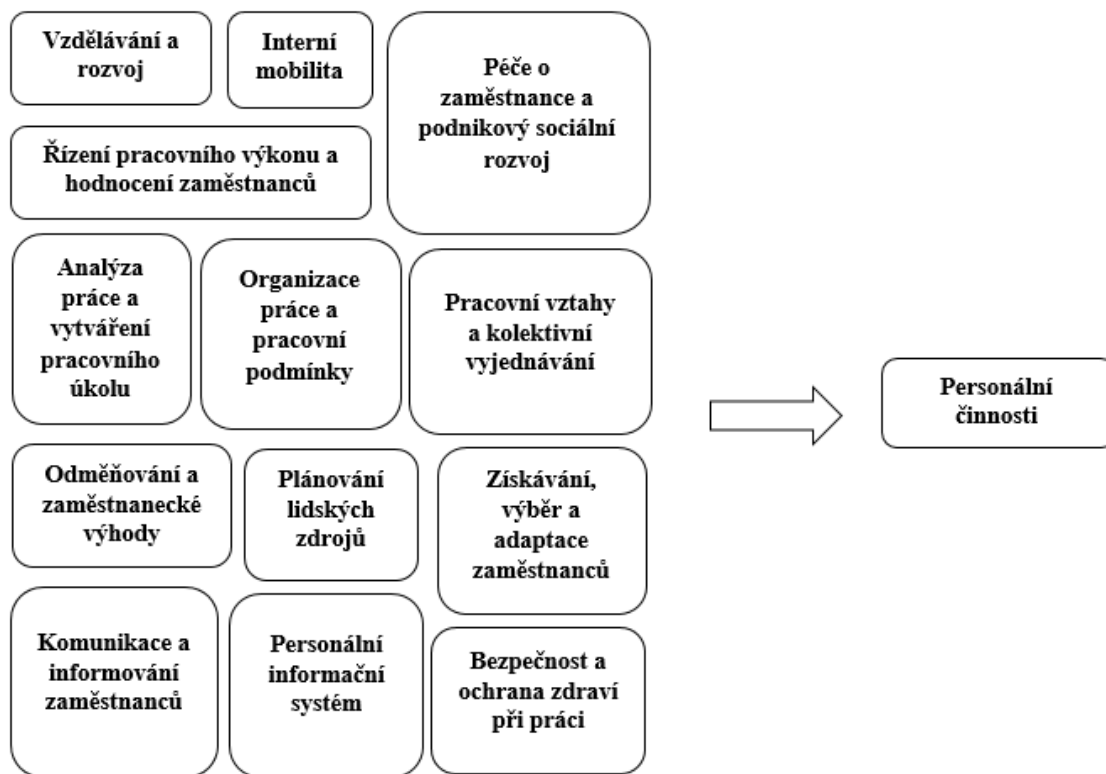 Vzdělávání a
rozvoj
Interní
mobilita
Péče o
zaměstnance a
podnikový sociální
rozvoj
Řízení pracovního výkonu a
hodnocení zaměstnanců
Analýza
práce a
vytváření
pracovního
úkolu
Organizace
práce a
pracovní
podmínky
Pracovní vztahy
a kolektivní
vyjednávání
Personální
činnosti
Odměňování a
zaměstnanecké
výhody
Plánování
lidských
zdrojů
Získávání,
výběr a
adaptace
zaměstnanců
Komunikace a
informování
zaměstnanců
Personální
informační
systém
Bezpečnost a
ochrana zdraví
při práci